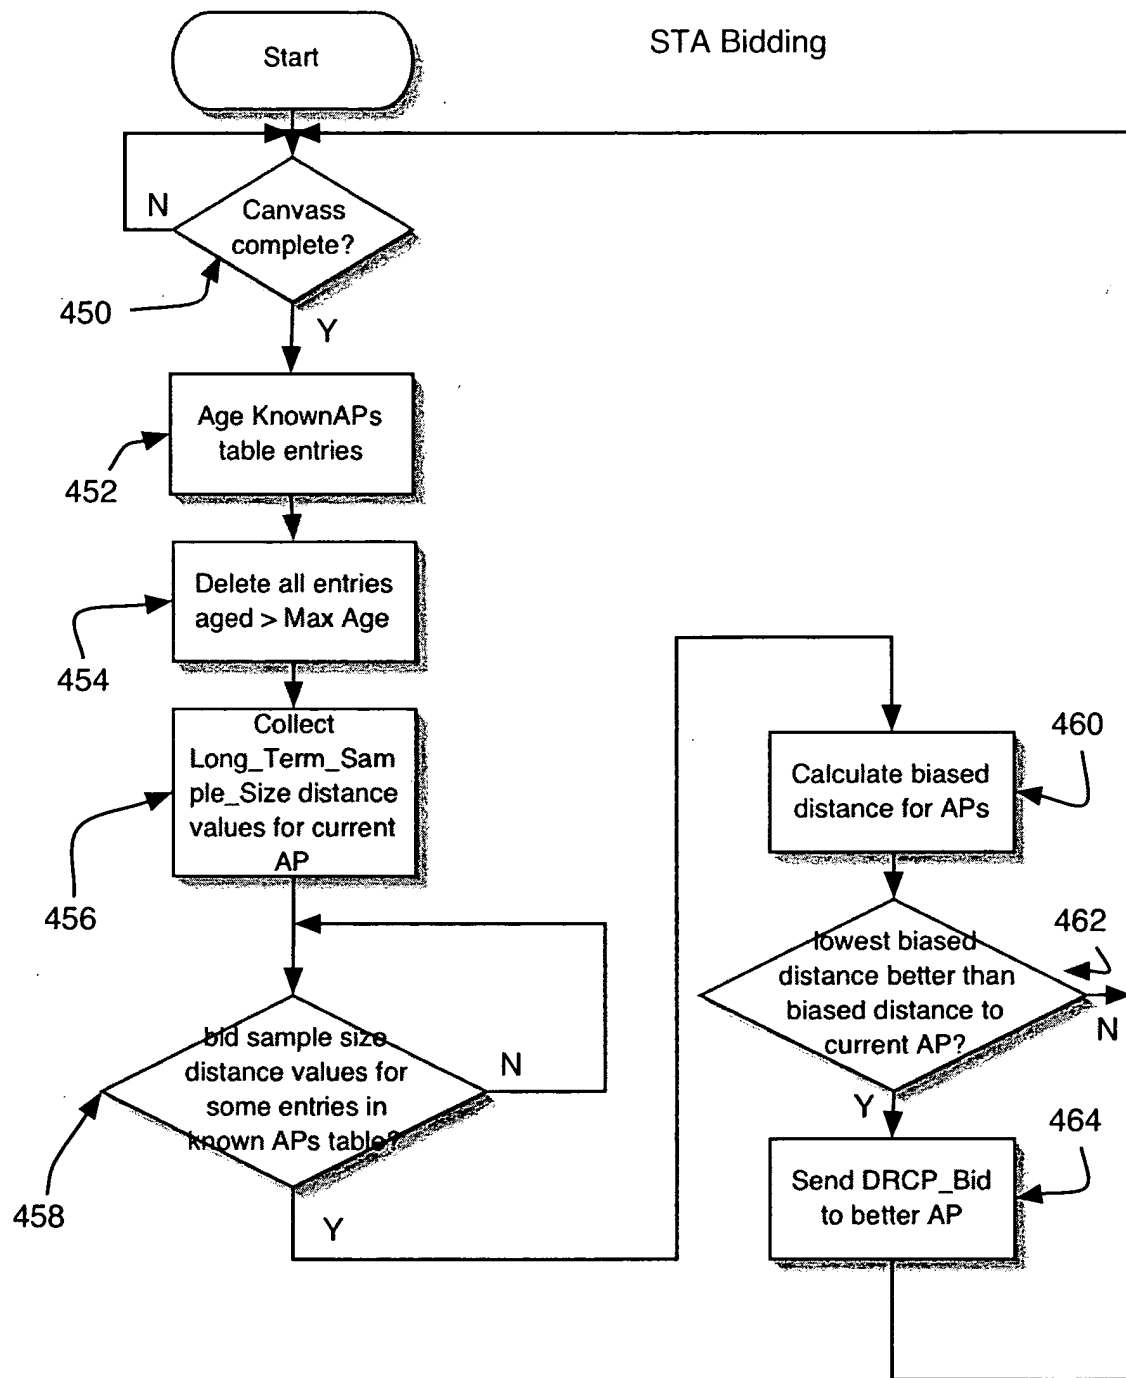 STA Bidding
Start
Canvass
complete?
N
450
Y
Age KnownAPs
table entries
452
Delete all entries
aged > Max Age
454
Collect
Long_Term_Sam
ple_Size distance
values for current
AP
456
bid sample size
distance values for
some entries in
known APs table?
N
458
Y
Calculate biased
distance for APs
460
lowest biased
distance better than
biased distance to
current AP?
462
N
Y
Send DRCP_Bid
to better AP
464